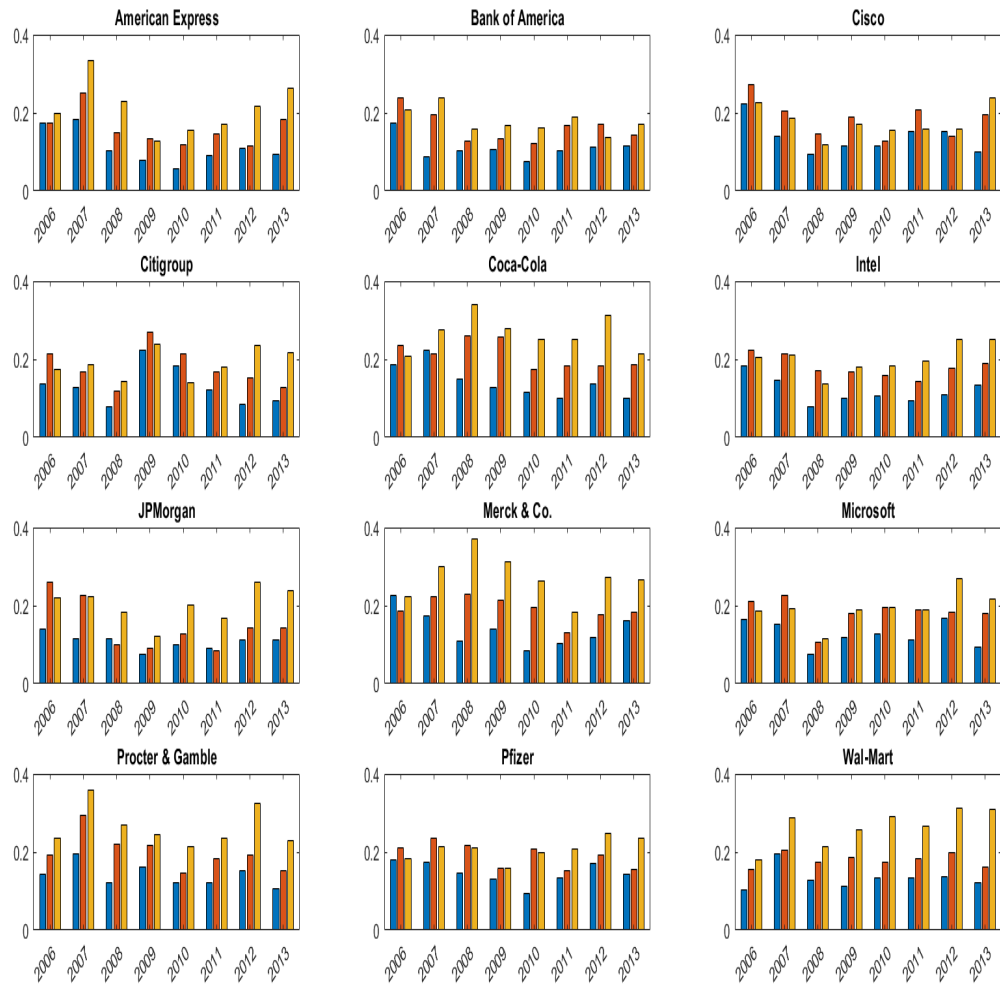 American Express
Bank of America
Cisco
0.4
0.2
0
0.4
0.2
0
0.4
0.2
0
2006 2007 2008 2009 2010 2011 2012 2013
2006 2007 2008 2009 2010 2011 2012 2013
2006 2007 2008 2009 2010 2011 2012 2013
Citigroup
Coca-Cola
Intel
0.4
0.2
0
0.4
0.2
0
0.4
0.2
0
2006 2007 2008 2009 2010 2011 2012 2013
2006 2007 2008 2009 2010 2011 2012 2013
2006 2007 2008 2009 2010 2011 2012 2013
JPMorgan
Merck & Co.
Microsoft
0.4
0.2
0
0.4
0.2
0
0.4
0.2
0
2006 2007 2008 2009 2010 2011 2012 2013
2006 2007 2008 2009 2010 2011 2012 2013
2006 2007 2008 2009 2010 2011 2012 2013
Procter & Gamble
Pfizer
Wal-Mart
0.4
0.2
0
0.4
0.2
0
0.4
0.2
0
2006 2007 2008 2009 2010 2011 2012 2013
2006 2007 2008 2009 2010 2011 2012 2013
2006 2007 2008 2009 2010 2011 2012 2013